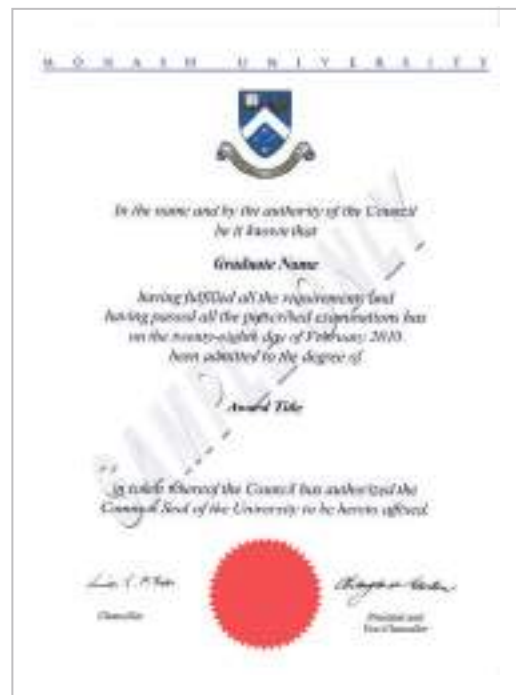 MONASH UNIVERSITY
In the name and by the authority of the Council
be it known that
Graduate Name
having fulfilled all the requirements and
having passed all the prescribed examinations has
on the twenty-eighth day of February 2010
been admitted to the degree of
Award Title
in token whereof the Council has authorized the
Common Seal of the University to be hereto affixed
Chancellor
President and
Vice-Chancellor
SAMPLE ONLY